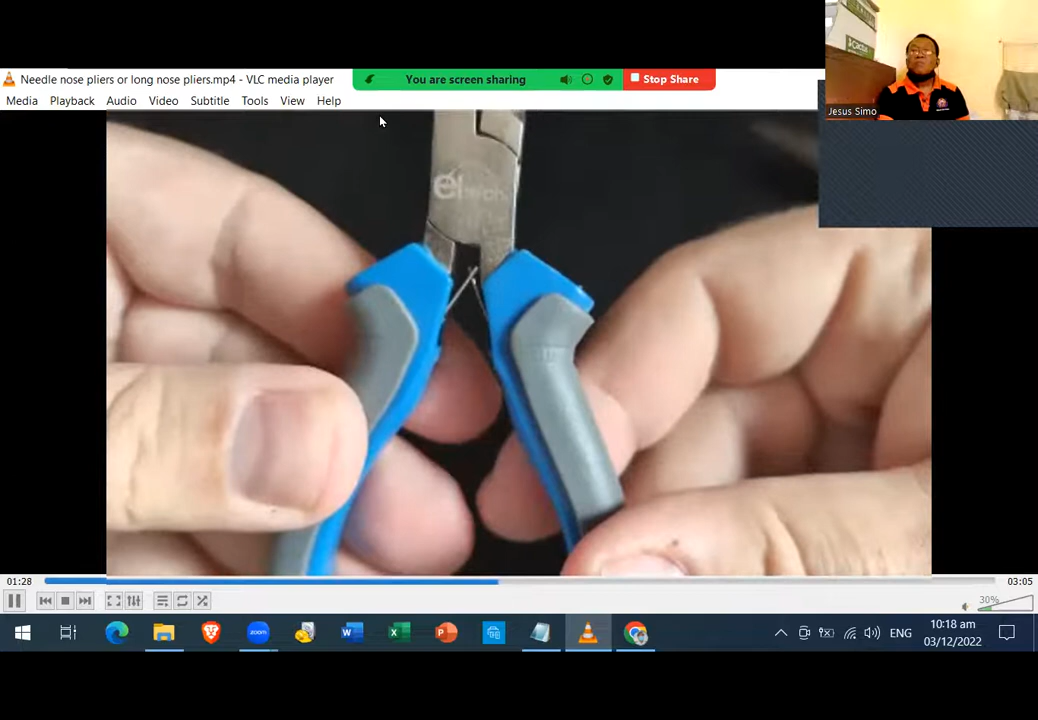 Needle nose pliers or long nose pliers.mp4 - VLC media player
You are screen sharing
Stop Share
Media Playback Audio Video Subtitle Tools View Help
Jesus Simo
eltech
01:28
03:05
30%
ENG
10:18 am
03/12/2022